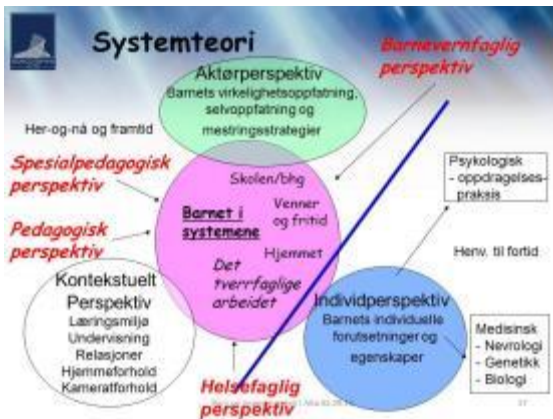 Systemteori
Barnevernfaglig
perspektiv
Aktørperspektiv
Barnets virkelighetsoppfatning,
selvoppfatning og
mestringsstrategier
Her-og-nå og framtid
Spesialpedagogisk
perspektiv
Pedagogisk
perspektiv
Skolen/bhg
Venner
og fritid
Barnet i
systemene
Hjemmet
Det
tverrfaglige
arbeidet
Psykologisk
- oppdragelses-
praksis
Henv. til fortid
Kontekstuelt
Perspektiv
Læringsmiljø
Undervisning
Relasjoner
Hjemmeforhold
Kameratforhold
Individperspektiv
Barnets individuelle
forutsetninger og
egenskaper
Medisinsk
- Nevrologi
- Genetikk
- Biologi
Helsefaglig
perspektiv